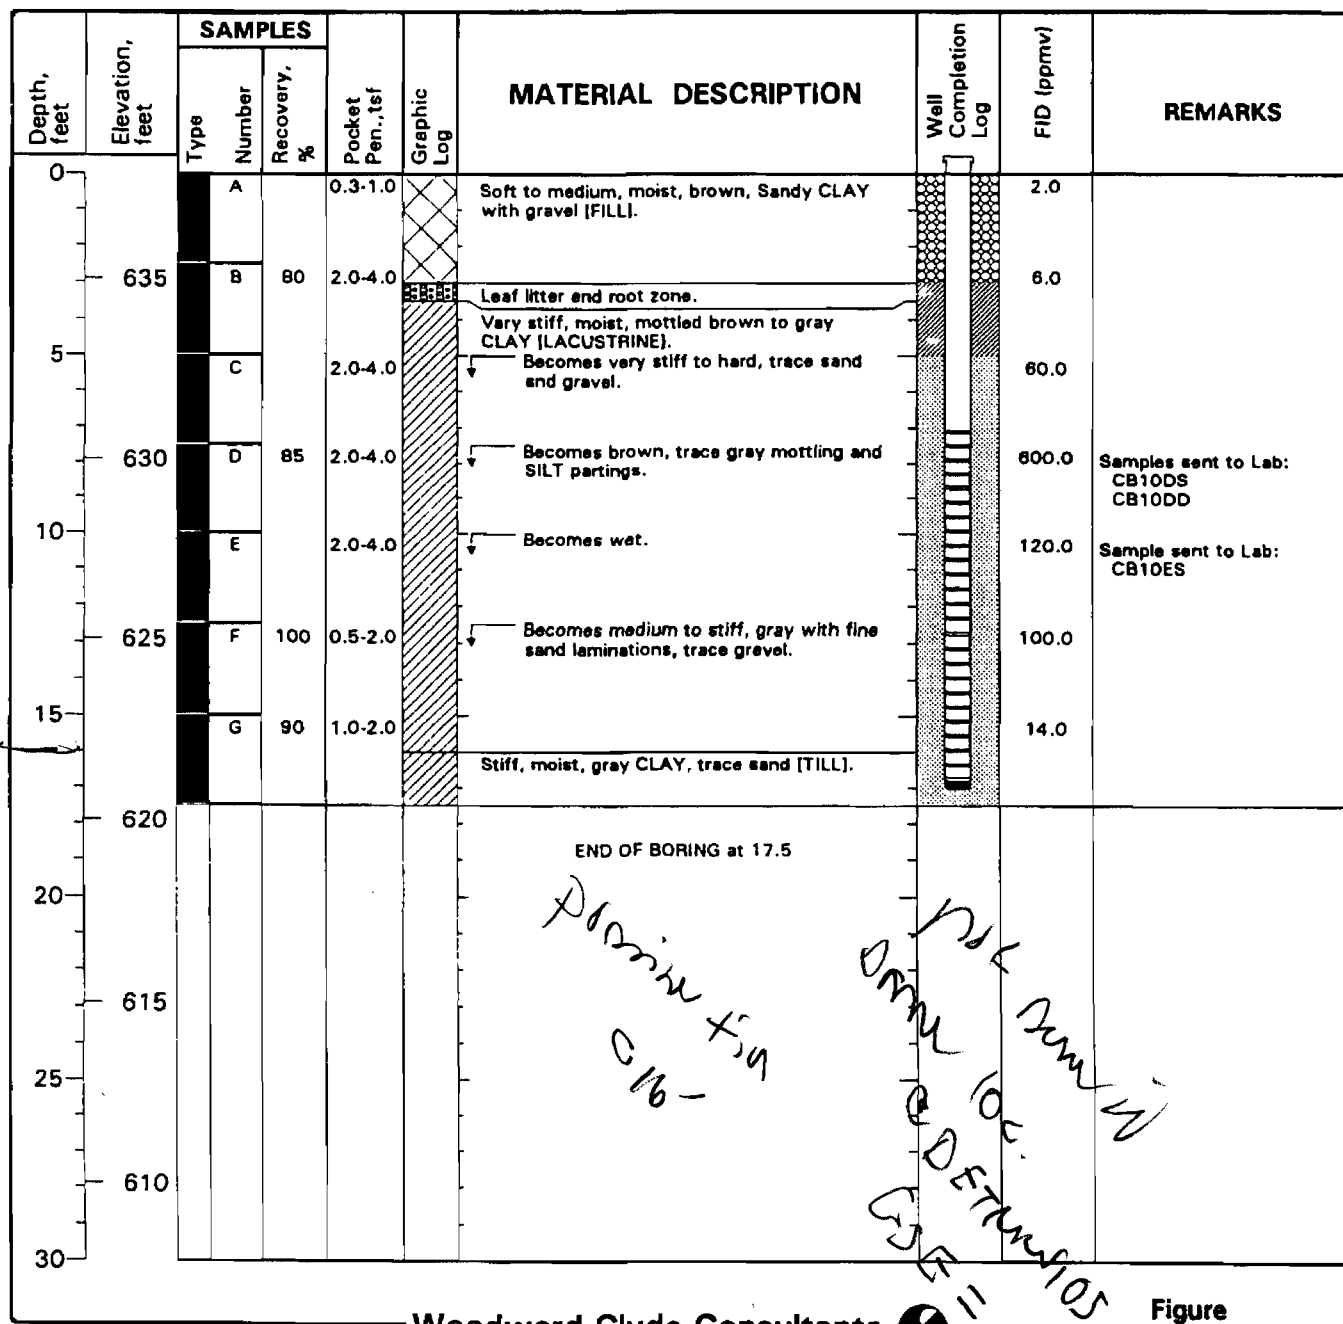 SAMPLES
Depth, feet
Elevation, feet
Type
Number
Recovery, %
Pocket Pen.,tsf
Graphic Log
MATERIAL DESCRIPTION
Well Completion Log
FID (ppmv)
REMARKS
0
A 0.3-1.0 Soft to medium, moist, brown, Sandy CLAY 2.0
with gravel [FILL].
635 B 80 2.0-4.0 6.0
Leaf litter and root zone.
Very stiff, moist, mottled brown to gray
CLAY [LACUSTRINE].
5 C 2.0-4.0 Becomes very stiff to hard, trace sand 60.0
and gravel.
630 D 85 2.0-4.0 Becomes brown, trace gray mottling and 600.0 Samples sent to Lab:
SILT partings. CB10DS
CB10DD
10 E 2.0-4.0 Becomes wet. 120.0 Sample sent to Lab:
CB10ES
625 F 100 0.5-2.0 Becomes medium to stiff, gray with fine 100.0
sand laminations, trace gravel.
15 G 90 1.0-2.0 14.0
Stiff, moist, gray CLAY, trace sand [TILL].
620
END OF BORING at 17.5
20
615
25
610
30
Woodward-Clyde Consultants
Figure